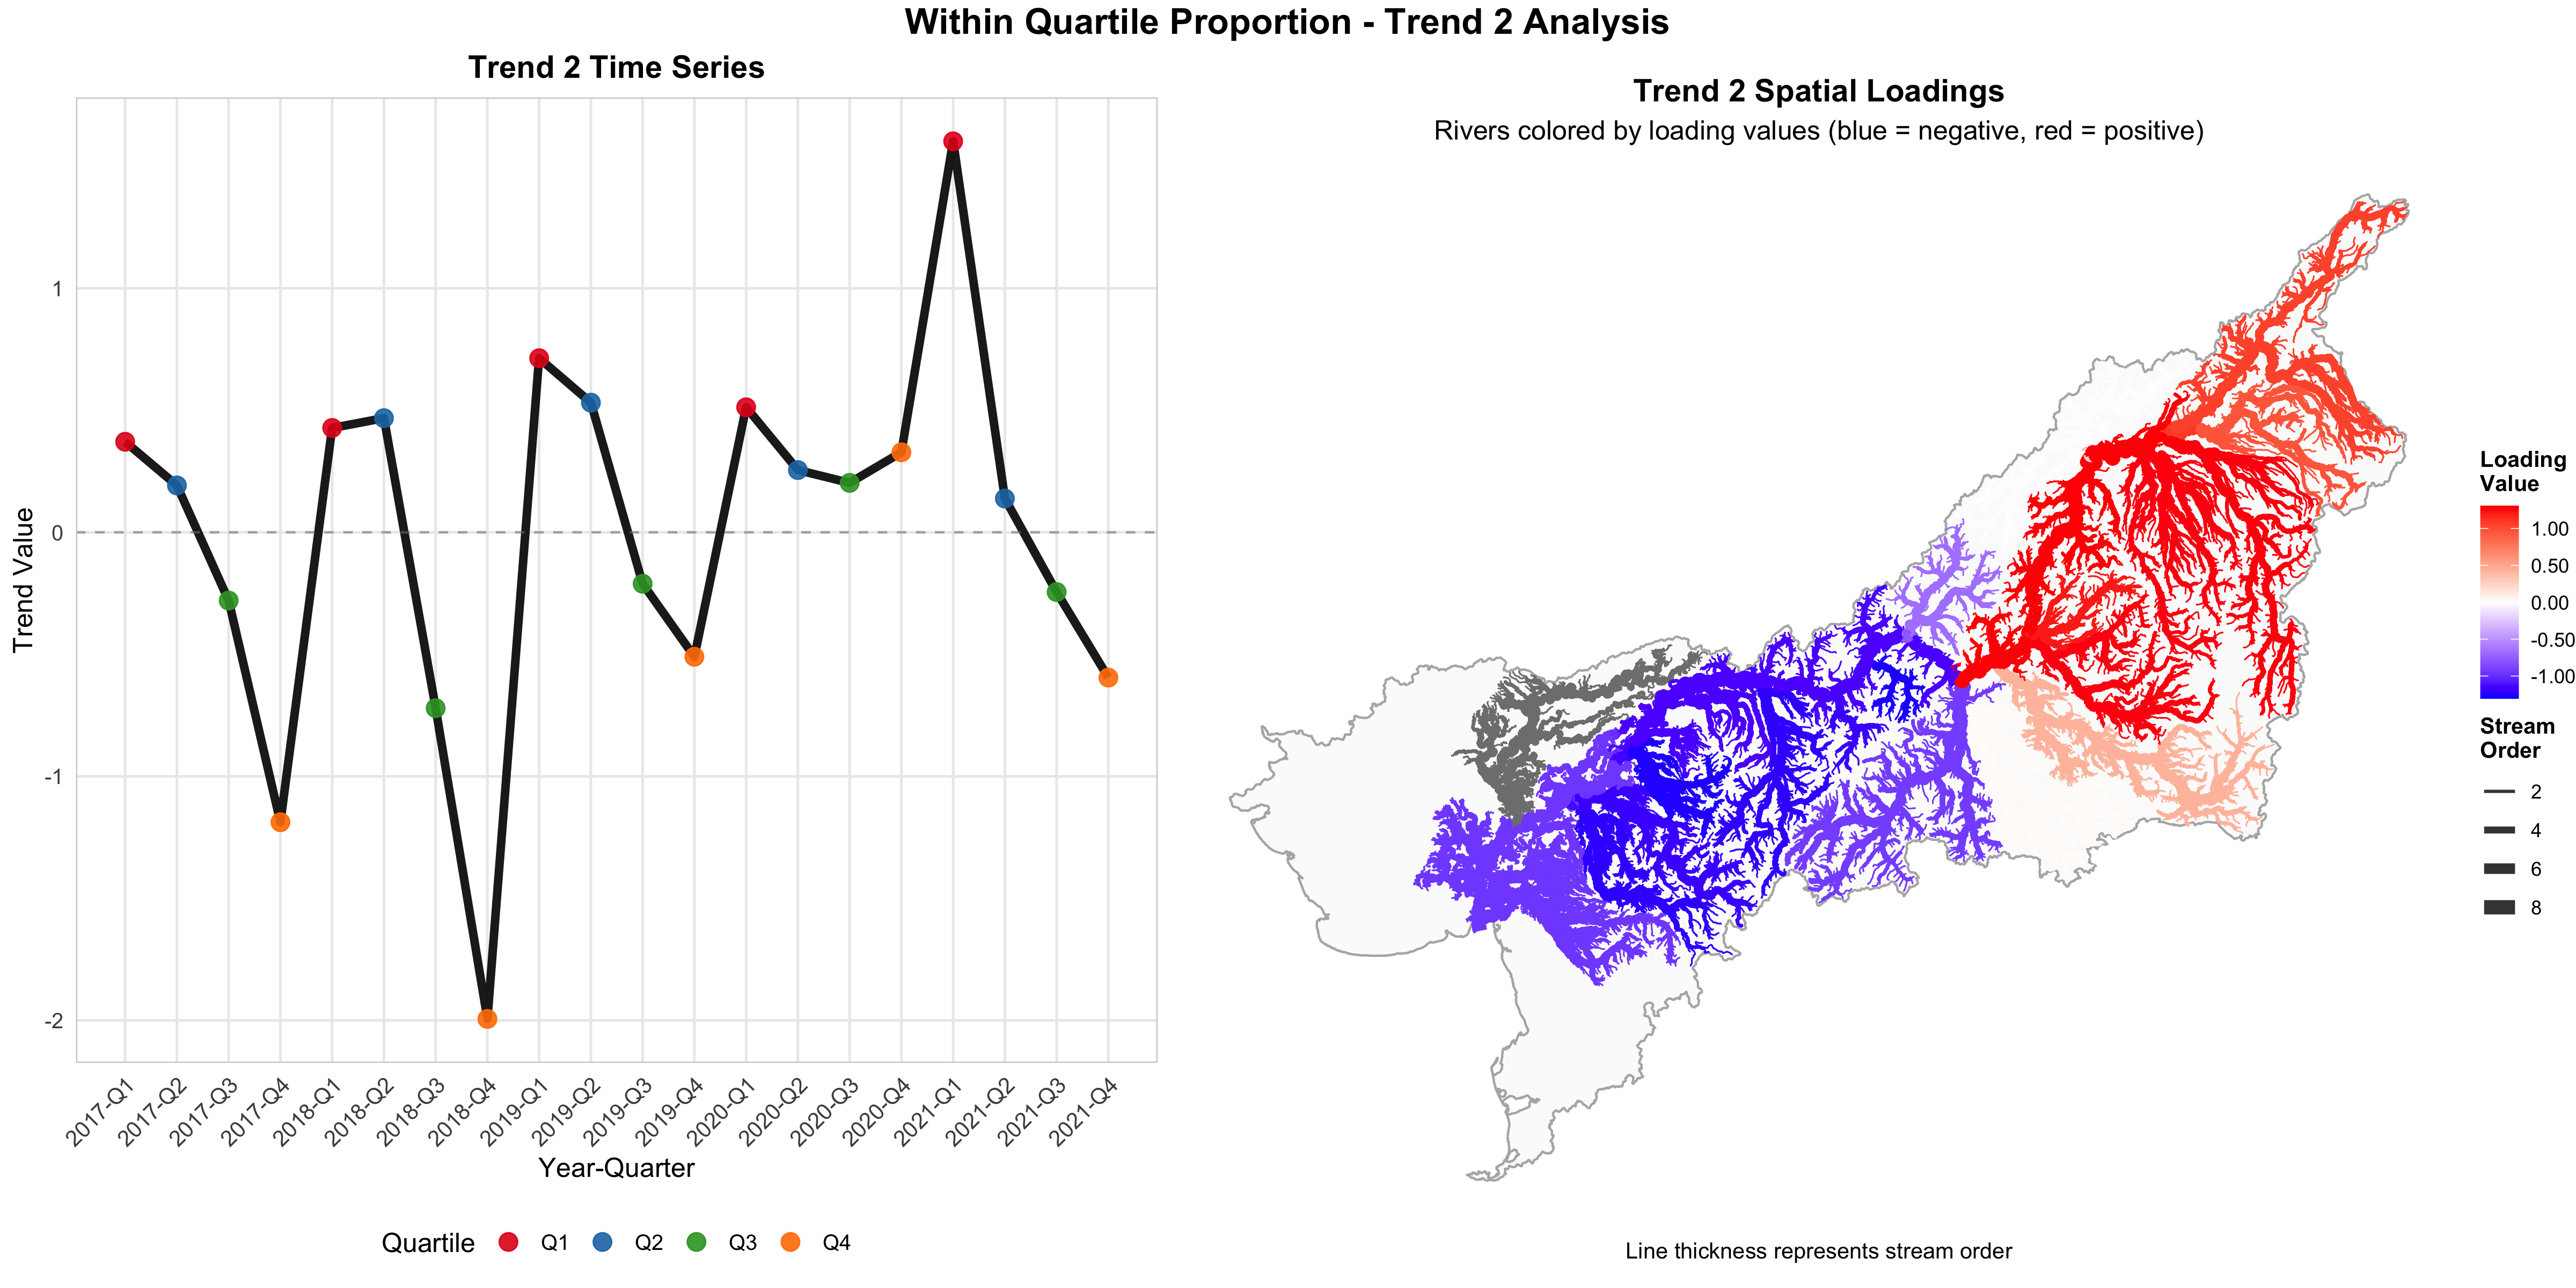 Within Quartile Proportion - Trend 2 Analysis
Trend 2 Time Series
Trend Value
1
0
-1
-2
2017-Q1
2017-Q2
2017-Q3
2017-Q4
2018-Q1
2018-Q2
2018-Q3
2018-Q4
2019-Q1
2019-Q2
2019-Q3
2019-Q4
2020-Q1
2020-Q2
2020-Q3
2020-Q4
2021-Q1
2021-Q2
2021-Q3
2021-Q4
Year-Quarter
Quartile Q1 Q2 Q3 Q4
Trend 2 Spatial Loadings
Rivers colored by loading values (blue = negative, red = positive)
Loading
Value
1.00
0.50
0.00
-0.50
-1.00
Stream
Order
2
4
6
8
Line thickness represents stream order